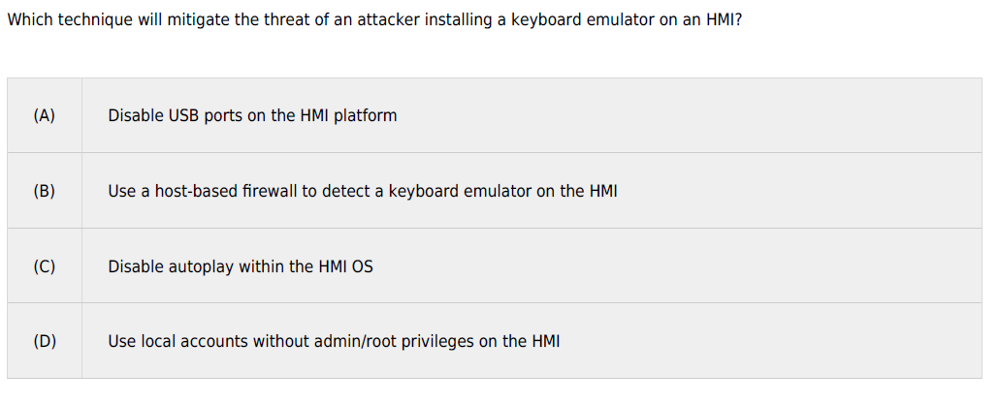 Which technique will mitigate the threat of an attacker installing a keyboard emulator on an HMI?
(A) Disable USB ports on the HMI platform
(B) Use a host-based firewall to detect a keyboard emulator on the HMI
(C) Disable autoplay within the HMI OS
(D) Use local accounts without admin/root privileges on the HMI